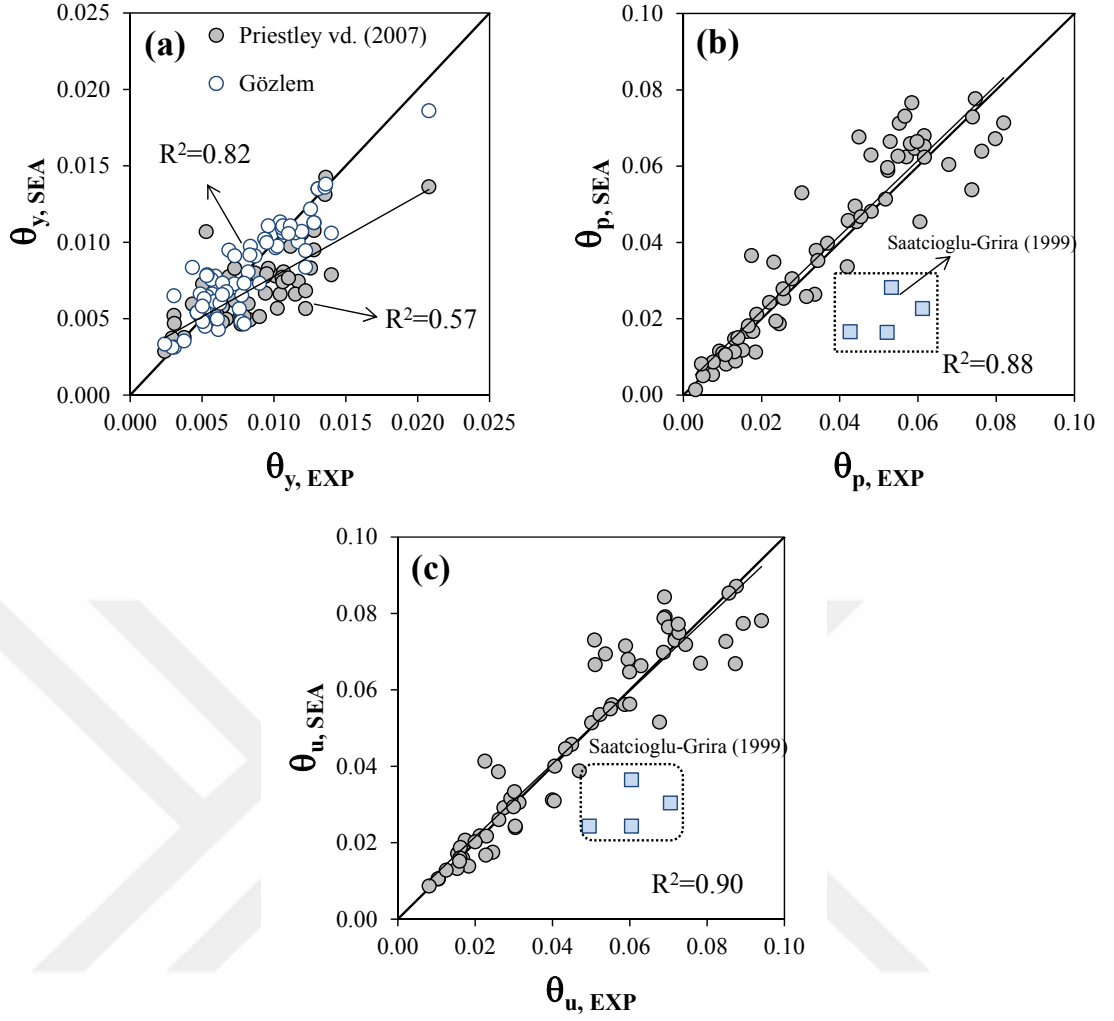 (a)
Priestley vd. (2007)
Gözlem
R²=0.82
R²=0.57
0.025
0.020
0.015
0.010
0.005
0.000
0.000 0.005 0.010 0.015 0.020 0.025
θy, SEA
θy, EXP
(b)
Saatcioglu-Grira (1999)
R²=0.88
0.10
0.08
0.06
0.04
0.02
0.00
0.00 0.02 0.04 0.06 0.08 0.10
θp, SEA
θp, EXP
(c)
Saatcioglu-Grira (1999)
R²=0.90
0.10
0.08
0.06
0.04
0.02
0.00
0.00 0.02 0.04 0.06 0.08 0.10
θu, SEA
θu, EXP